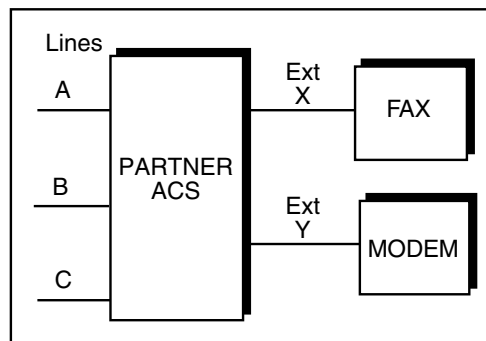 Lines
A
B
C
PARTNER
ACS
Ext
X
FAX
Ext
Y
MODEM